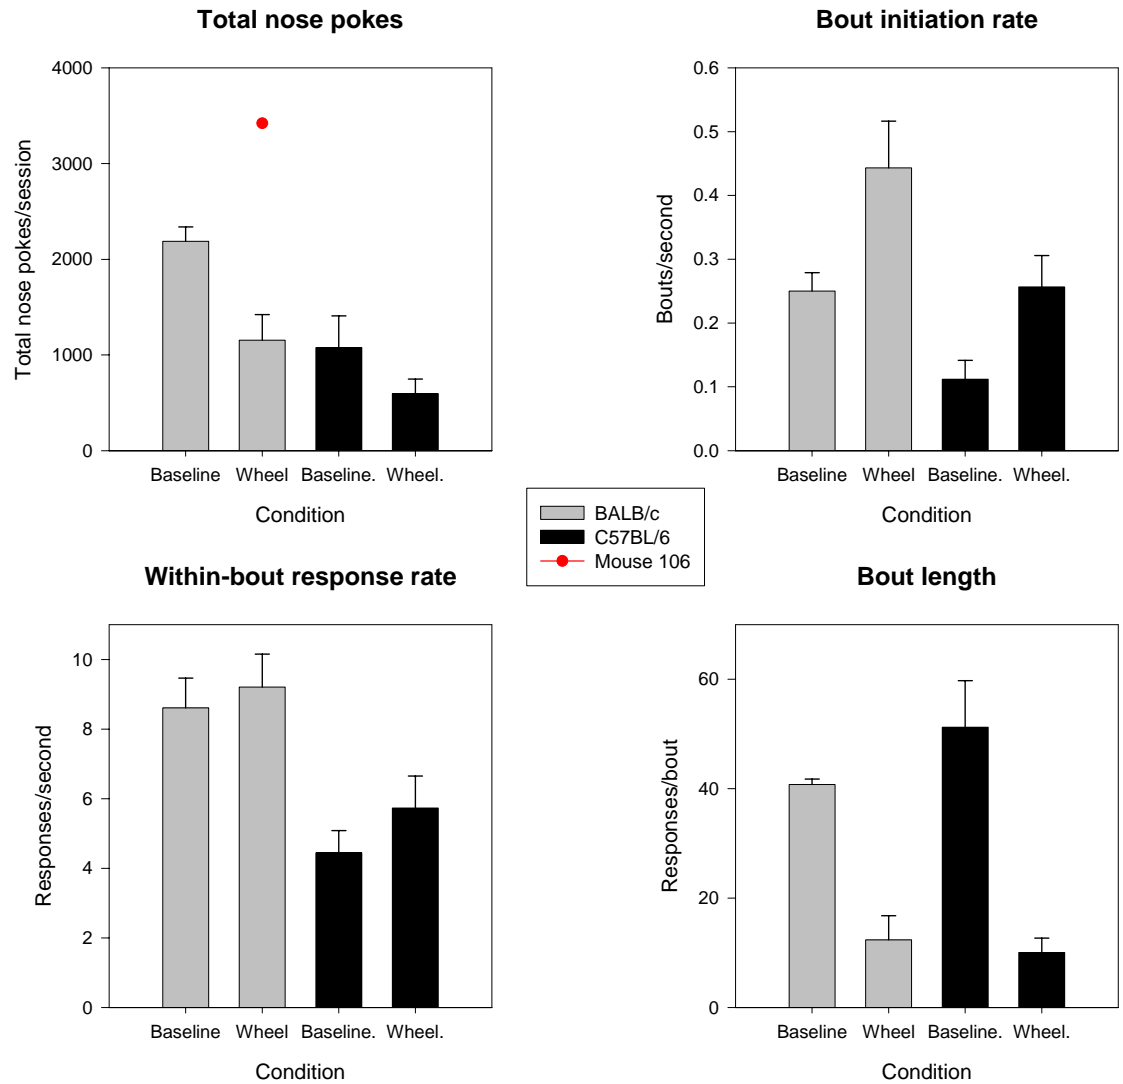 Total nose pokes
Total nose pokes/session
4000
3000
2000
1000
0
Baseline Wheel Baseline. Wheel.
Condition
Bout initiation rate
Bouts/second
0.6
0.5
0.4
0.3
0.2
0.1
0.0
Baseline Wheel Baseline. Wheel.
Condition
BALB/c
C57BL/6
Mouse 106
Within-bout response rate
Responses/second
10
8
6
4
2
0
Baseline Wheel Baseline. Wheel.
Condition
Bout length
Responses/bout
60
40
20
0
Baseline Wheel Baseline. Wheel.
Condition